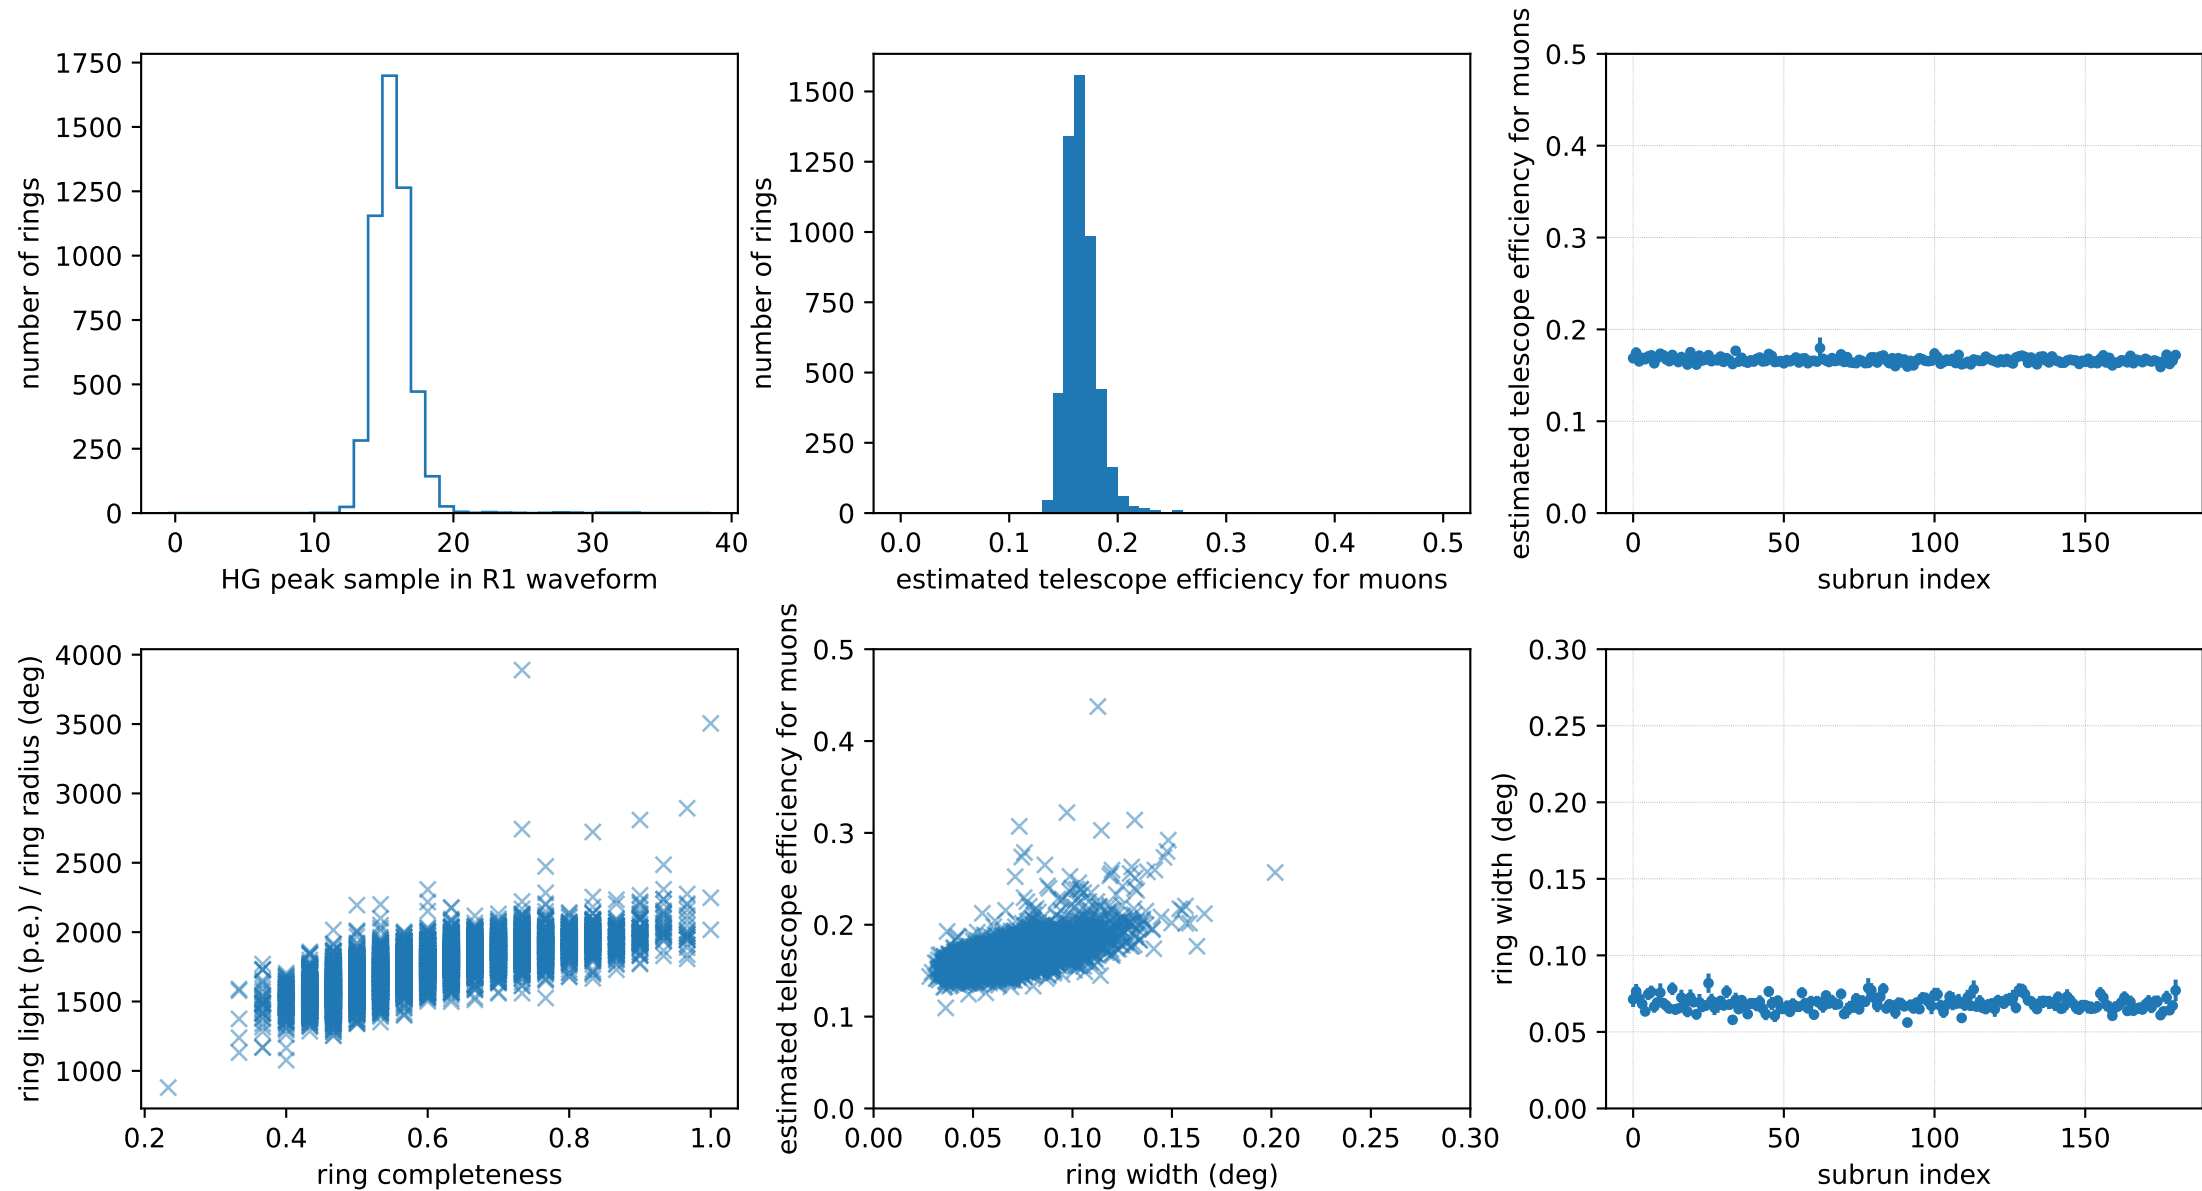 number of rings
1750
1500
1250
1000
750
500
250
0
0 10 20 30 40
HG peak sample in R1 waveform
number of rings
1500
1250
1000
750
500
250
0
0.0 0.1 0.2 0.3 0.4 0.5
estimated telescope efficiency for muons
estimated telescope efficiency for muons
0.5
0.4
0.3
0.2
0.1
0.0
0 50 100 150
subrun index
ring light (p.e.) / ring radius (deg)
4000
3500
3000
2500
2000
1500
1000
0.2 0.4 0.6 0.8 1.0
ring completeness
estimated telescope efficiency for muons
0.5
0.4
0.3
0.2
0.1
0.0
0.00 0.05 0.10 0.15 0.20 0.25 0.30
ring width (deg)
ring width (deg)
0.30
0.25
0.20
0.15
0.10
0.05
0.00
0 50 100 150
subrun index